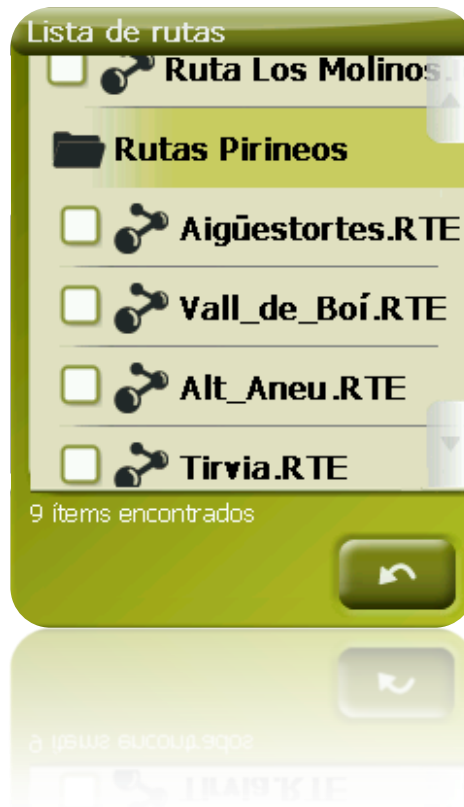 Lista de rutas
Ruta Los Molinos.
Rutas Pirineos
Aigüestortes.RTE
Vall_de_Boí.RTE
Alt_Aneu.RTE
Tirvia.RTE
9 ítems encontrados